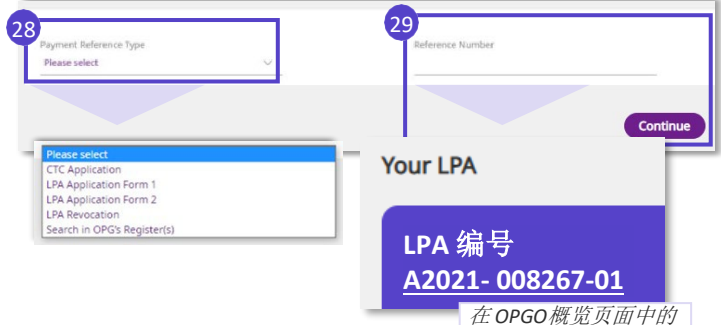 28
29
Payment Reference Type
Please select
Reference Number
Continue
Please select
CTC Application
LPA Application Form 1
LPA Application Form 2
LPA Revocation
Search in OPG's Register(s)
Your LPA
LPA 编号
A2021- 008267-01
在OPGO概览页面中的